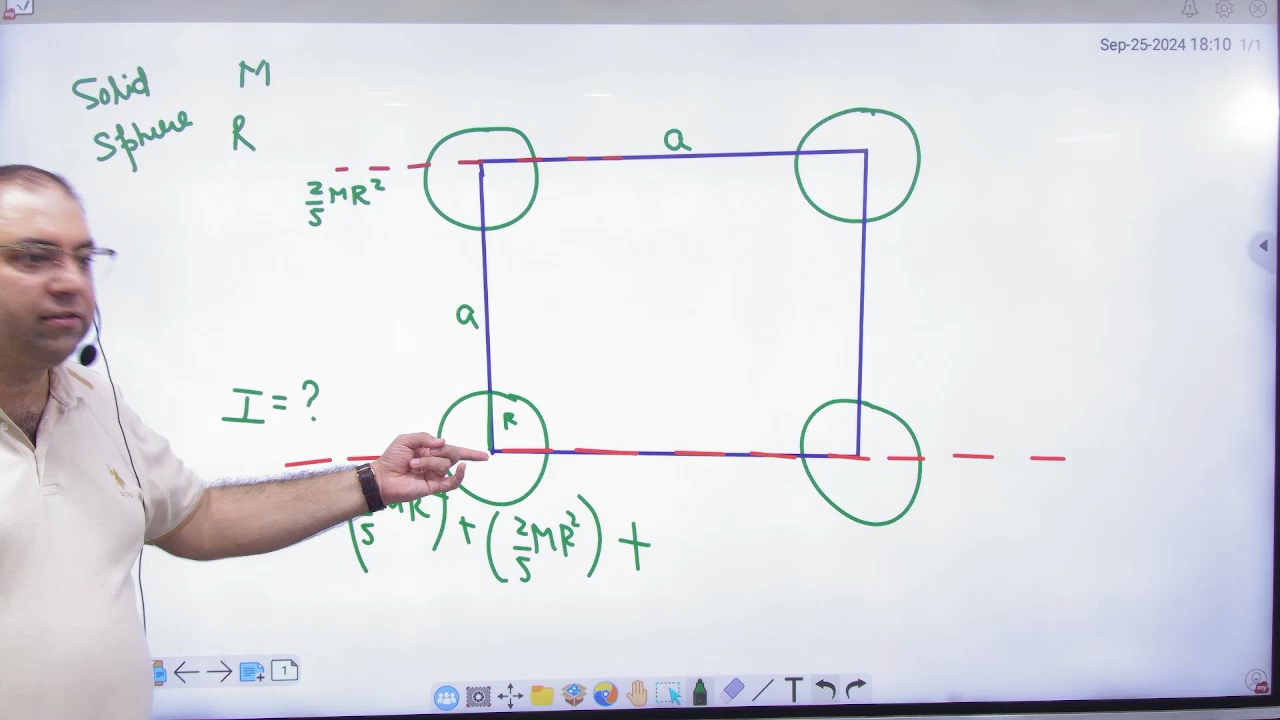 Sep-25-2024 18:10 1/1
Solid M
Sphere R
a
2/5 MR²
a
I = ?
R
+ (2/5 MR²) +
1
T